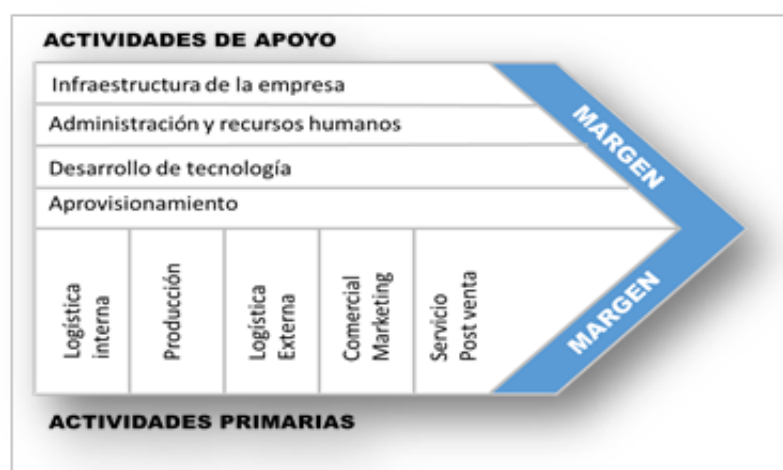 ACTIVIDADES DE APOYO
Infraestructura de la empresa
Administración y recursos humanos
Desarrollo de tecnología
Aprovisionamiento
MARGEN
Logística
interna
Producción
Logística
Externa
Comercial
Marketing
Servicio
Post venta
MARGEN
ACTIVIDADES PRIMARIAS